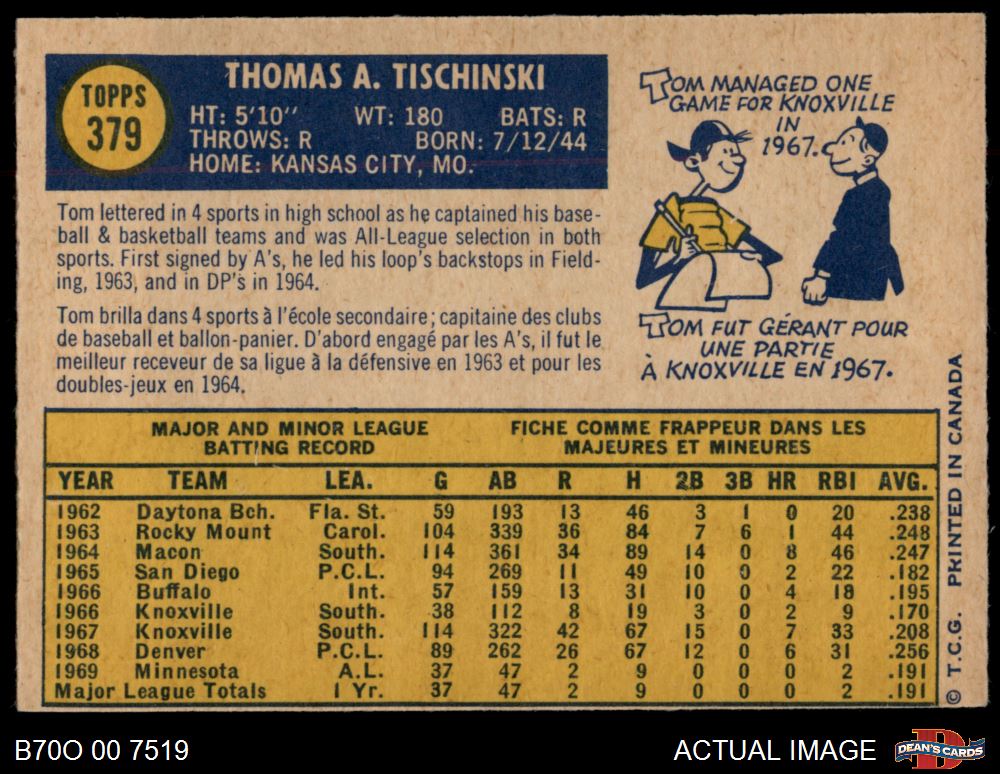 TOPPS
379
THOMAS A. TISCHINSKI
HT: 5'10" WT: 180 BATS: R
THROWS: R BORN: 7/12/44
HOME: KANSAS CITY, MO.
Tom lettered in 4 sports in high school as he captained his base-
ball & basketball teams and was All-League selection in both
sports. First signed by A's, he led his loop's backstops in Field-
ing, 1963, and in DP's in 1964.
Tom brilla dans 4 sports à l'école secondaire; capitaine des clubs
de baseball et ballon-panier. D'abord engagé par les A's, il fut le
meilleur receveur de sa ligue à la défensive en 1963 et pour les
doubles-jeux en 1964.
TOM MANAGED ONE
GAME FOR KNOXVILLE
IN
1967.
TOM FUT GÉRANT POUR
UNE PARTIE
À KNOXVILLE EN 1967.
MAJOR AND MINOR LEAGUE
BATTING RECORD
FICHE COMME FRAPPEUR DANS LES
MAJEURES ET MINEURES
YEAR TEAM LEA. G AB R H 2B 3B HR RBI AVG.
1962 Daytona Bch. Fla. St. 59 193 13 46 3 1 0 20 .238
1963 Rocky Mount Carol. 104 339 36 84 7 6 1 44 .248
1964 Macon South. 114 361 34 89 14 0 8 46 .247
1965 San Diego P.C.L. 94 269 11 49 10 0 2 22 .182
1966 Buffalo Int. 57 159 13 31 10 0 4 18 .195
1966 Knoxville South. 38 112 8 19 3 0 2 9 .170
1967 Knoxville South. 114 322 42 67 15 0 7 33 .208
1968 Denver P.C.L. 89 262 26 67 12 0 6 31 .256
1969 Minnesota A.L. 37 47 2 9 0 0 0 2 .191
Major League Totals 1 Yr. 37 47 2 9 0 0 0 2 .191
© T.C.G. PRINTED IN CANADA
B70O 00 7519
ACTUAL IMAGE
DEAN'S CARDS